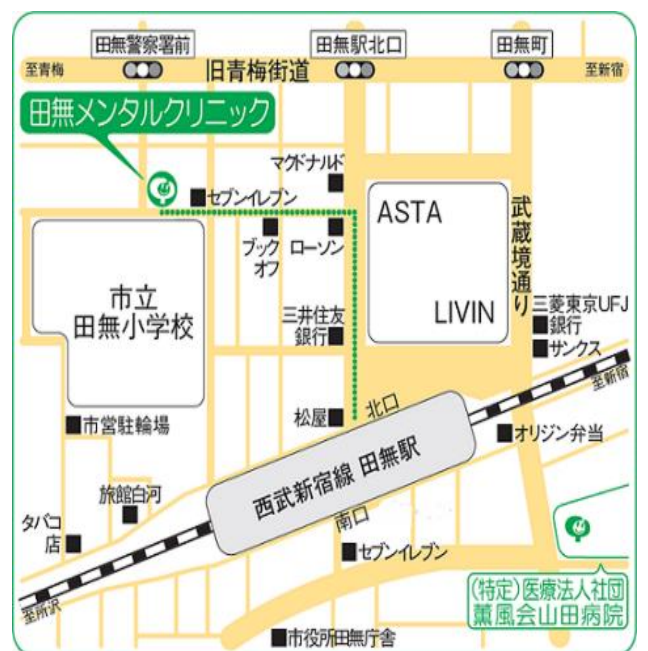 田無警察署前
田無駅北口
田無町
至青梅
旧青梅街道
至新宿
田無メンタルクリニック
マクドナルド
セブンイレブン
ASTA
武蔵境通り
ブック
オフ
ローソン
市立
田無小学校
三井住友
銀行
LIVIN
三菱東京UFJ
銀行
サンクス
至新宿
松屋
北口
市営駐輪場
オリジン弁当
西武新宿線 田無駅
旅館白河
タバコ
店
南口
セブンイレブン
至所沢
(特定)医療法人社団
薫風会山田病院
市役所田無庁舎